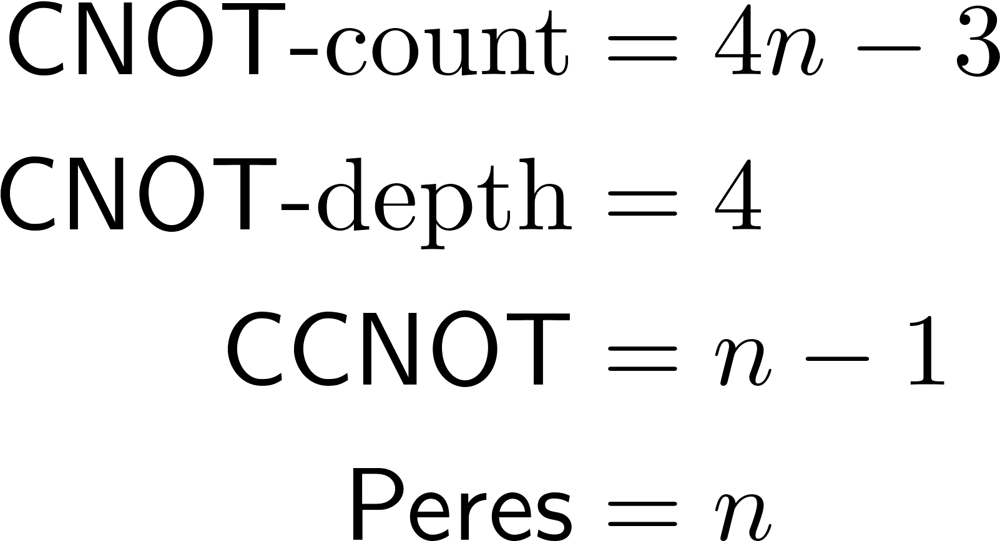 CNOT-count = 4n − 3
CNOT-depth = 4
CCNOT = n − 1
Peres = n